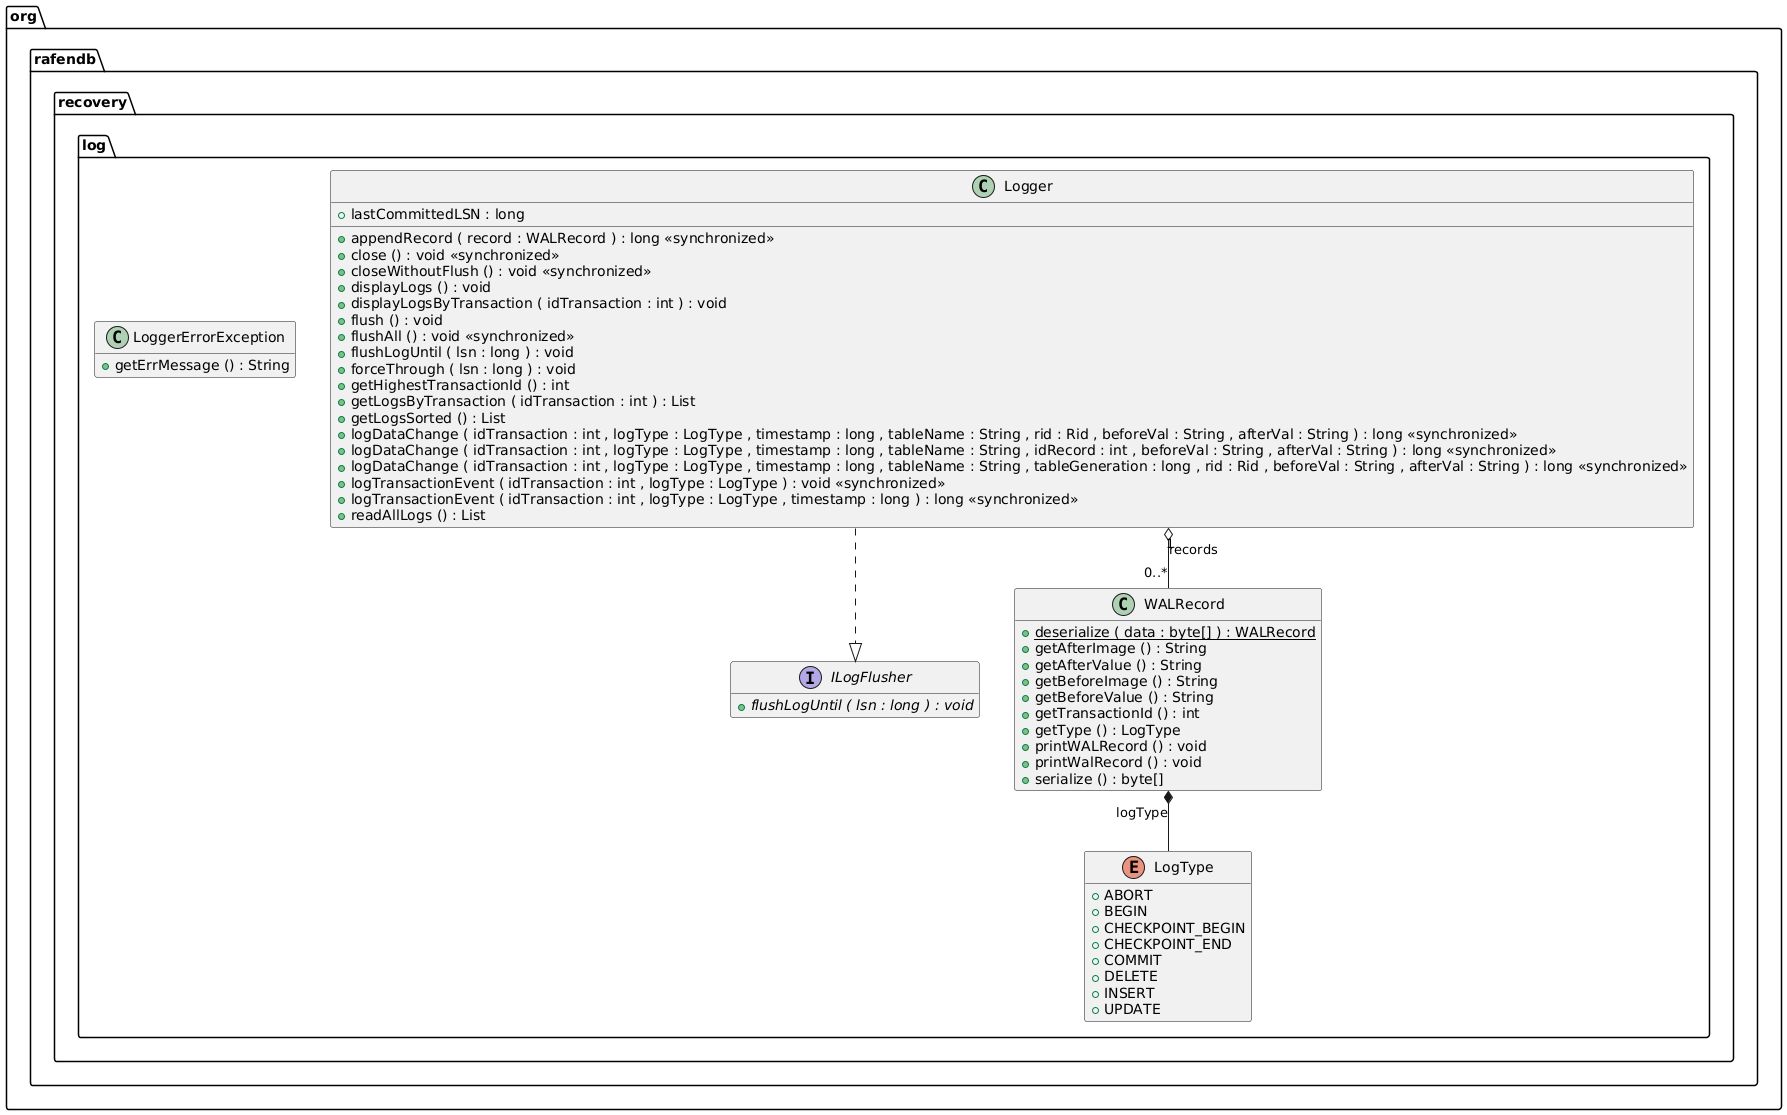 org
rafendb
recovery
log
C Logger
lastCommittedLSN : long
appendRecord ( record : WALRecord ) : long «synchronized»
close () : void «synchronized»
closeWithoutFlush () : void «synchronized»
displayLogs () : void
displayLogsByTransaction ( idTransaction : int ) : void
flush () : void
flushAll () : void «synchronized»
flushLogUntil ( lsn : long ) : void
forceThrough ( lsn : long ) : void
getHighestTransactionId () : int
getLogsByTransaction ( idTransaction : int ) : List
getLogsSorted () : List
logDataChange ( idTransaction : int , logType : LogType , timestamp : long , tableName : String , rid : Rid , beforeVal : String , afterVal : String ) : long «synchronized»
logDataChange ( idTransaction : int , logType : LogType , timestamp : long , tableName : String , idRecord : int , beforeVal : String , afterVal : String ) : long «synchronized»
logDataChange ( idTransaction : int , logType : LogType , timestamp : long , tableName : String , tableGeneration : long , rid : Rid , beforeVal : String , afterVal : String ) : long «synchronized»
logTransactionEvent ( idTransaction : int , logType : LogType ) : void «synchronized»
logTransactionEvent ( idTransaction : int , logType : LogType , timestamp : long ) : long «synchronized»
readAllLogs () : List
C LoggerErrorException
getErrMessage () : String
1
records
0..*
I ILogFlusher
flushLogUntil ( lsn : long ) : void
C WALRecord
deserialize ( data : byte[] ) : WALRecord
getAfterImage () : String
getAfterValue () : String
getBeforeImage () : String
getBeforeValue () : String
getTransactionId () : int
getType () : LogType
printWALRecord () : void
printWalRecord () : void
serialize () : byte[]
logType
E LogType
ABORT
BEGIN
CHECKPOINT_BEGIN
CHECKPOINT_END
COMMIT
DELETE
INSERT
UPDATE